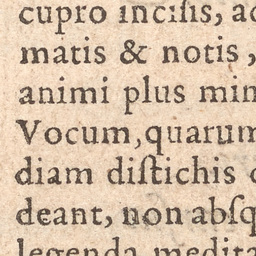 cupro inciſis, ac
matis & notis,
animi plus min
Vocum, quarum
diam diſtichis
deant, non abſq
legenda medita